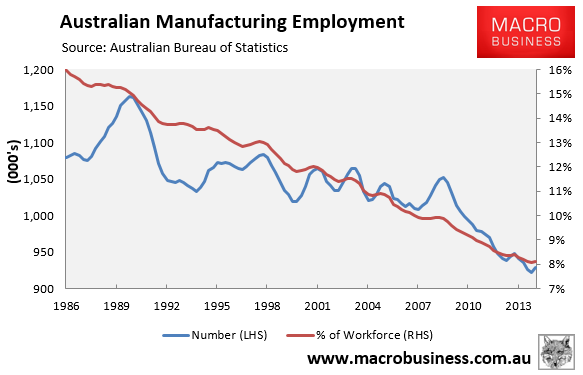 Australian Manufacturing Employment
Source: Australian Bureau of Statistics
MACRO
BUSINESS
(000's)
1,200
1,150
1,100
1,050
1,000
950
900
16%
15%
14%
13%
12%
11%
10%
9%
8%
7%
1986 1989 1992 1995 1998 2001 2004 2007 2010 2013
Number (LHS) % of Workforce (RHS)
www.macrobusiness.com.au